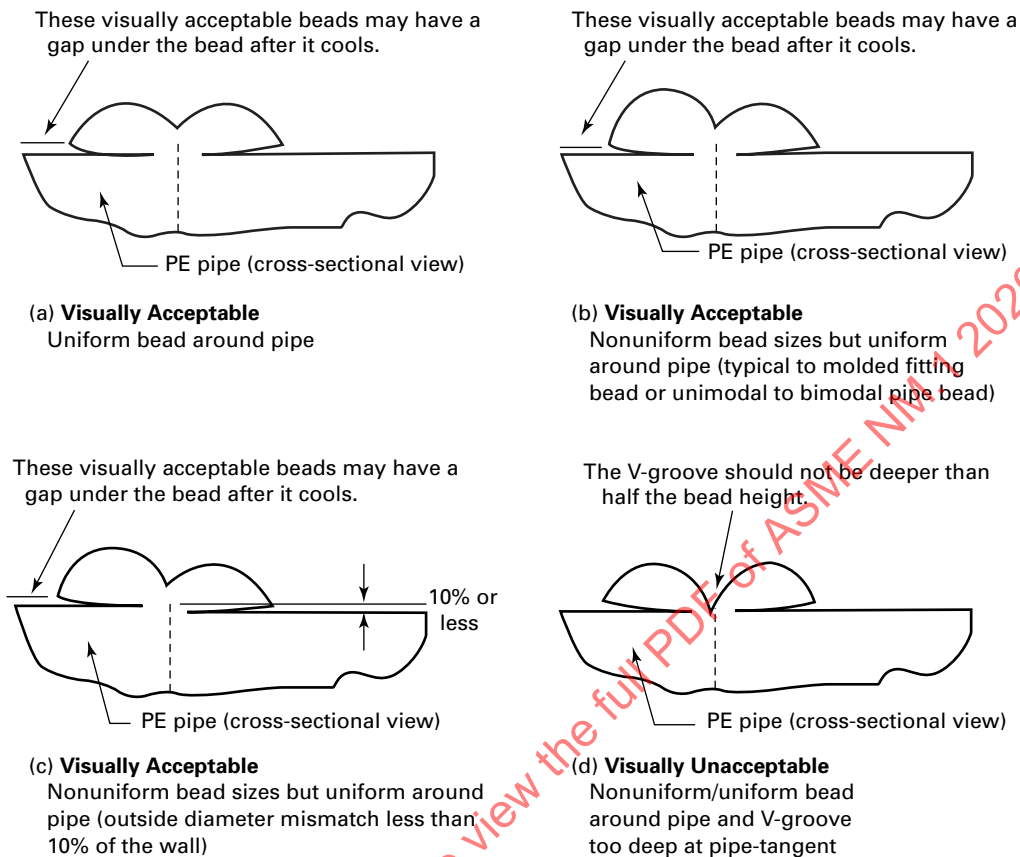 These visually acceptable beads may have a
gap under the bead after it cools.
PE pipe (cross-sectional view)
(a) Visually Acceptable
Uniform bead around pipe
These visually acceptable beads may have a
gap under the bead after it cools.
PE pipe (cross-sectional view)
(b) Visually Acceptable
Nonuniform bead sizes but uniform
around pipe (typical to molded fitting
bead or unimodal to bimodal pipe bead)
These visually acceptable beads may have a
gap under the bead after it cools.
10% or
less
PE pipe (cross-sectional view)
(c) Visually Acceptable
Nonuniform bead sizes but uniform around
pipe (outside diameter mismatch less than
10% of the wall)
The V-groove should not be deeper than
half the bead height.
PE pipe (cross-sectional view)
(d) Visually Unacceptable
Nonuniform/uniform bead
around pipe and V-groove
too deep at pipe-tangent
view the full PDF of ASME NM.1